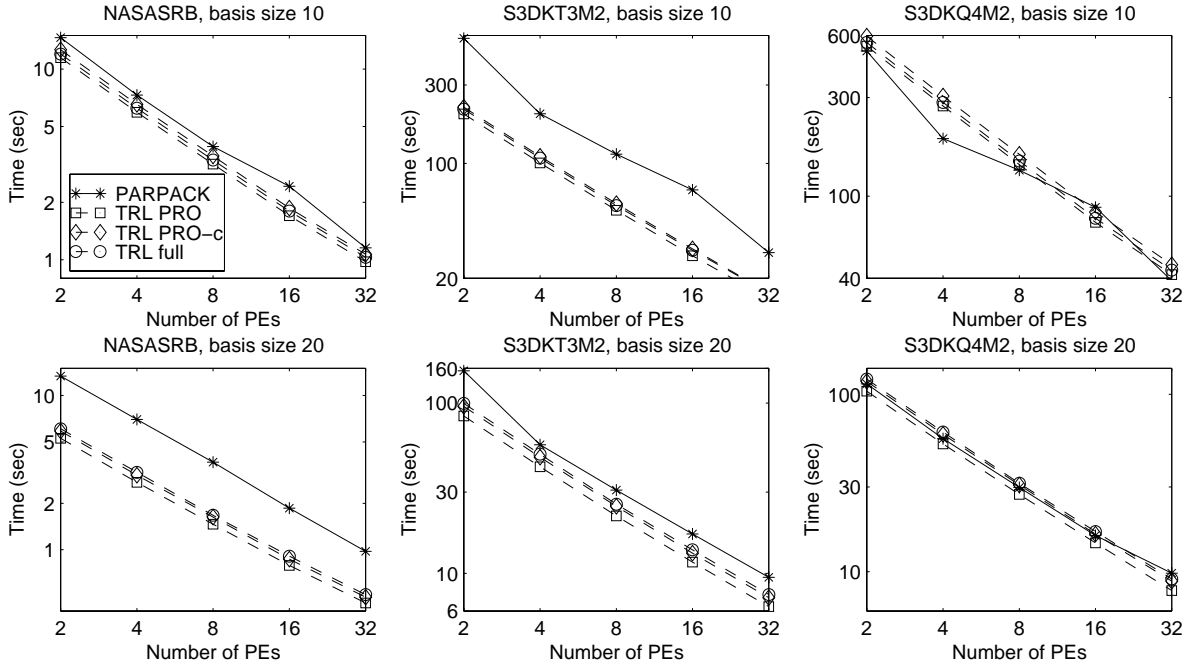 NASASRB, basis size 10
10
5
2
1
Time (sec)
PARPACK
TRL PRO
TRL PRO−c
TRL full
2 4 8 16 32
Number of PEs
S3DKT3M2, basis size 10
300
100
20
Time (sec)
2 4 8 16 32
Number of PEs
S3DKQ4M2, basis size 10
600
300
100
40
Time (sec)
2 4 8 16 32
Number of PEs
NASASRB, basis size 20
10
5
2
1
Time (sec)
2 4 8 16 32
Number of PEs
S3DKT3M2, basis size 20
160
100
30
10
6
Time (sec)
2 4 8 16 32
Number of PEs
S3DKQ4M2, basis size 20
100
30
10
Time (sec)
2 4 8 16 32
Number of PEs